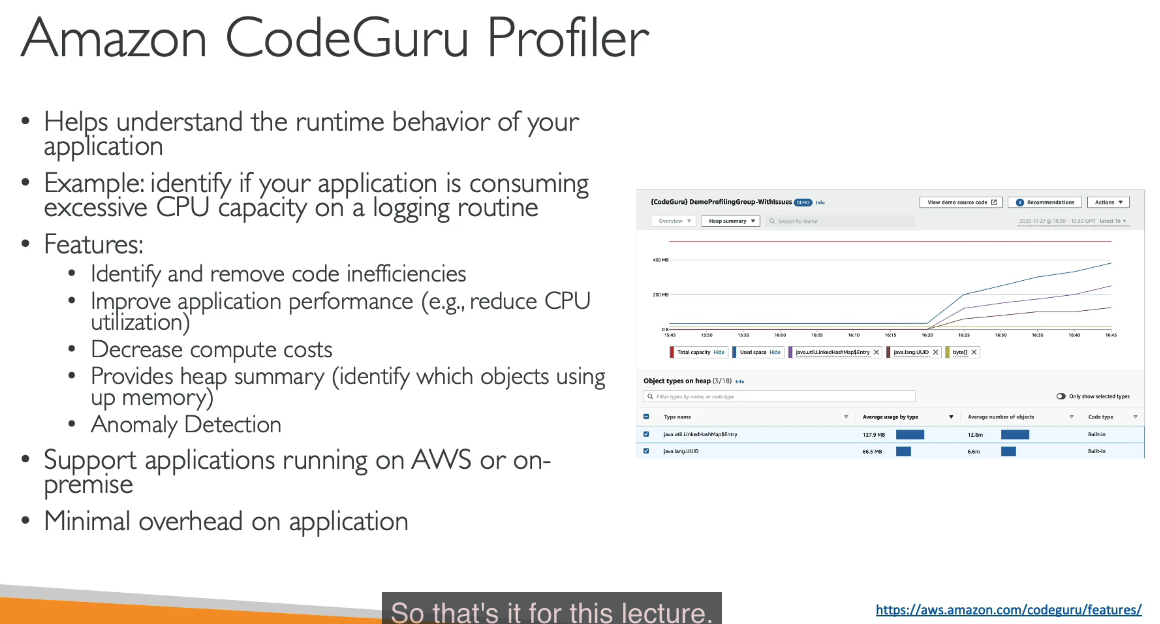 Amazon CodeGuru Profiler
• Helps understand the runtime behavior of your
application
• Example: identify if your application is consuming
excessive CPU capacity on a logging routine
• Features:
• Identify and remove code inefficiencies
• Improve application performance (e.g., reduce CPU
utilization)
• Decrease compute costs
• Provides heap summary (identify which objects using
up memory)
• Anomaly Detection
• Support applications running on AWS or on-
premise
• Minimal overhead on application
{CodeGuru} DemoProfilingGroup-WithIssues DEMO Info
View demo source code
4 Recommendations
Actions
Overview
Heap summary
Search for frame
2020-11-27 @ 18:50 - 15:50 GMT latest 1h
400 MB
200 MB
0 B
15:45 15:50 15:55 16:00 16:05 16:10 16:15 16:20 16:25 16:30 16:35 16:40 16:45
Total capacity Hide
Used space Hide
java.util.LinkedHashMap$Entry
java.lang.UUID
byte[]
Object types on heap (3/18) Info
Filter types by name, or code type
Only show selected types
Type name Average usage by type Average number of objects Code type
java.util.LinkedHashMap$Entry 127.9 MB 12.8m Built-in
java.lang.UUID 66.5 MB 6.6m Built-in
So that's it for this lecture.
https://aws.amazon.com/codeguru/features/